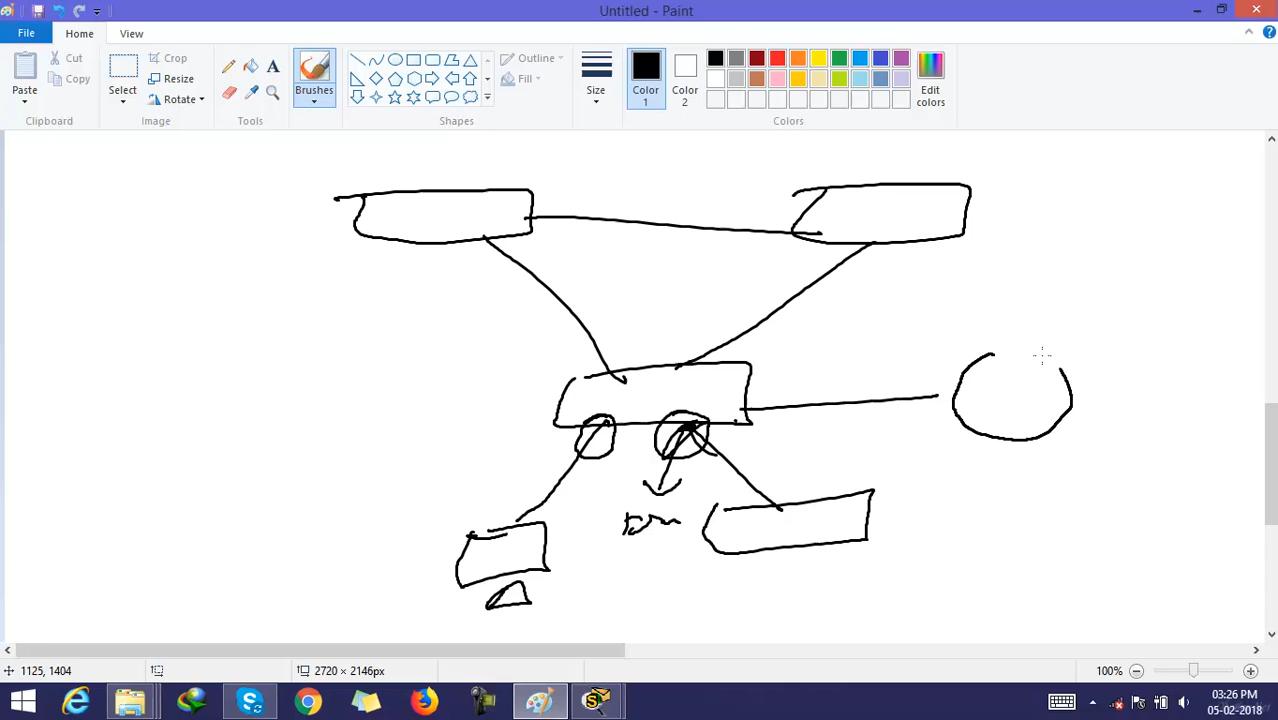 Untitled - Paint
File
Home
View
Paste
Cut
Copy
Clipboard
Select
Crop
Resize
Rotate
Image
A
Tools
Brushes
Outline
Fill
Shapes
Size
Color 1
Color 2
Edit colors
Colors
1125, 1404
2720 × 2146px
100%
03:26 PM
05-02-2018